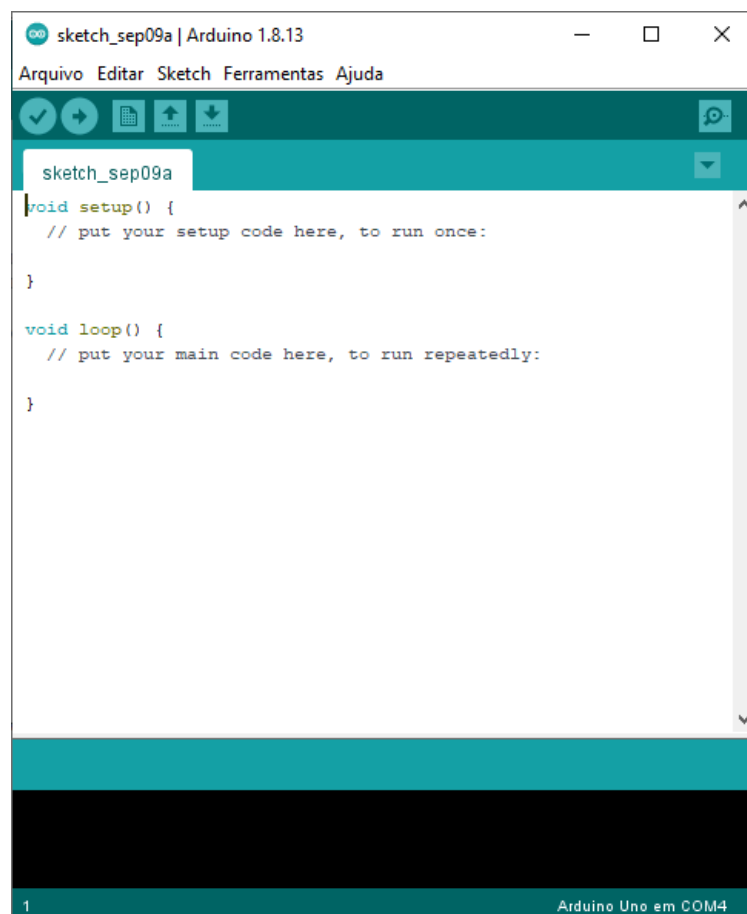 sketch_sep09a | Arduino 1.8.13
Arquivo Editar Sketch Ferramentas Ajuda
sketch_sep09a
void setup() {
  // put your setup code here, to run once:
}
void loop() {
  // put your main code here, to run repeatedly:
}
1 Arduino Uno em COM4